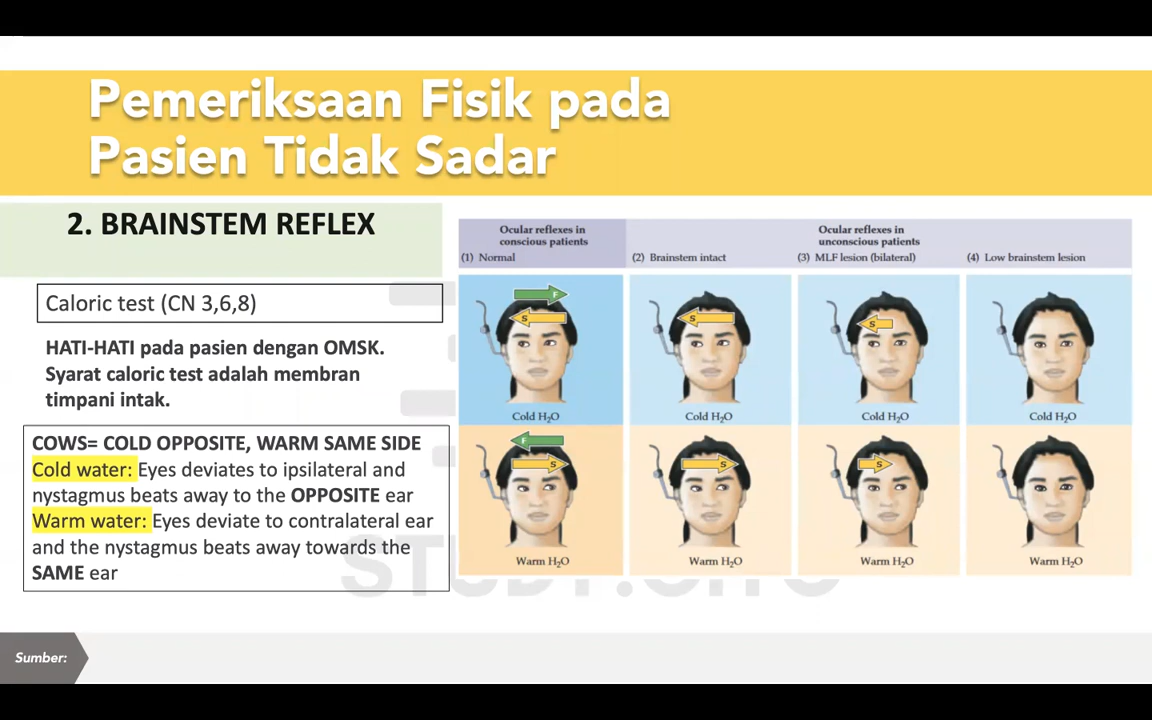 Pemeriksaan Fisik pada
Pasien Tidak Sadar
2. BRAINSTEM REFLEX
Caloric test (CN 3,6,8)
HATI-HATI pada pasien dengan OMSK.
Syarat caloric test adalah membran
timpani intak.
COWS= COLD OPPOSITE, WARM SAME SIDE
Cold water: Eyes deviates to ipsilateral and
nystagmus beats away to the OPPOSITE ear
Warm water: Eyes deviate to contralateral ear
and the nystagmus beats away towards the
SAME ear
Ocular reflexes in
conscious patients
Ocular reflexes in
unconscious patients
(1) Normal
(2) Brainstem intact
(3) MLF lesion (bilateral)
(4) Low brainstem lesion
F
S
S
S
Cold H₂O
Cold H₂O
Cold H₂O
Cold H₂O
F
S
S
S
Warm H₂O
Warm H₂O
Warm H₂O
Warm H₂O
Sumber: